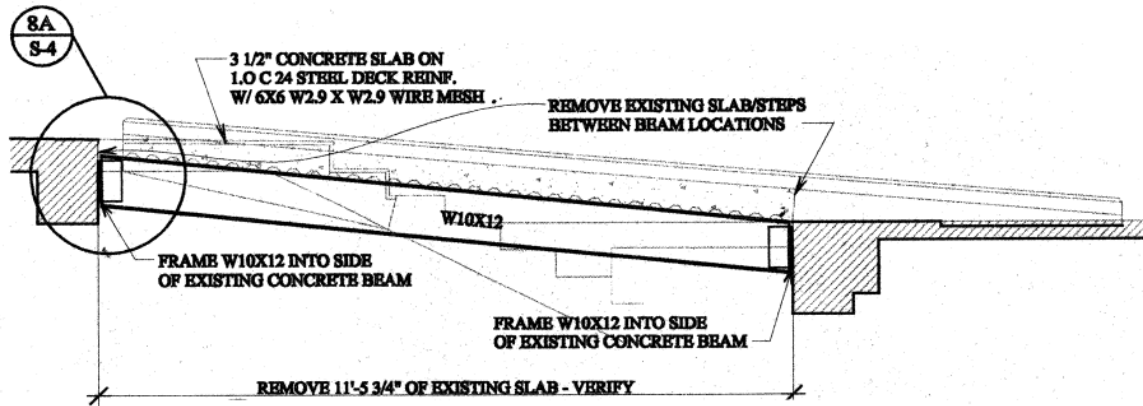 8A
S-4
3 1/2" CONCRETE SLAB ON
1.O C 24 STEEL DECK REINF.
W/ 6X6 W2.9 X W2.9 WIRE MESH .
REMOVE EXISTING SLAB/STEPS
BETWEEN BEAM LOCATIONS
W10X12
FRAME W10X12 INTO SIDE
OF EXISTING CONCRETE BEAM
FRAME W10X12 INTO SIDE
OF EXISTING CONCRETE BEAM
REMOVE 11'-5 3/4" OF EXISTING SLAB - VERIFY